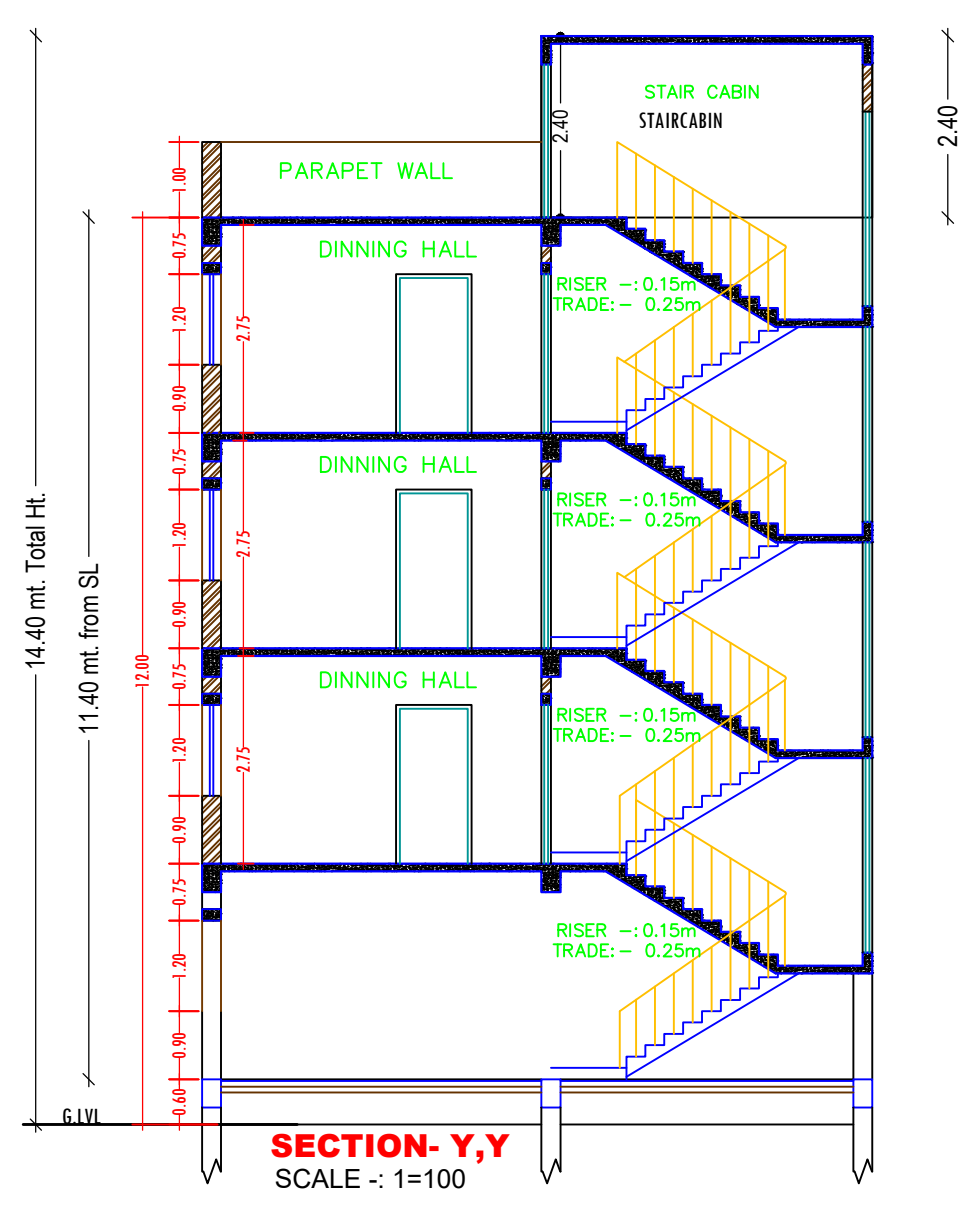 STAIR CABIN
STAIRCABIN
2.40
2.40
PARAPET WALL
1.00
DINNING HALL
0.75
RISER -:0.15m
TRADE:- 0.25m
1.20
2.75
0.90
DINNING HALL
0.75
RISER -:0.15m
TRADE:- 0.25m
1.20
2.75
0.90
14.40 mt. Total Ht.
11.40 mt. from SL
12.00
DINNING HALL
0.75
RISER -:0.15m
TRADE:- 0.25m
1.20
2.75
0.90
0.75
RISER -:0.15m
TRADE:- 0.25m
1.20
0.90
0.60
G.LVL
SECTION- Y,Y
SCALE -: 1=100